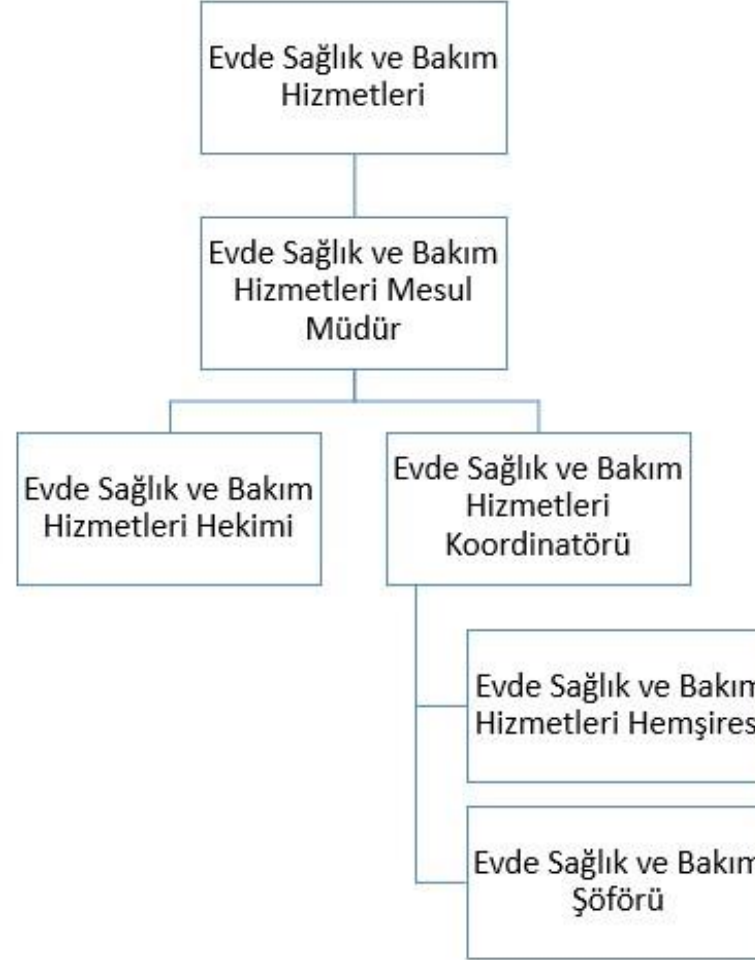 Evde Sağlık ve Bakım
Hizmetleri
Evde Sağlık ve Bakım
Hizmetleri Mesul
Müdür
Evde Sağlık ve Bakım
Hizmetleri Hekimi
Evde Sağlık ve Bakım
Hizmetleri
Koordinatörü
Evde Sağlık ve Bakım
Hizmetleri Hemşires
Evde Sağlık ve Bakım
Şöförü